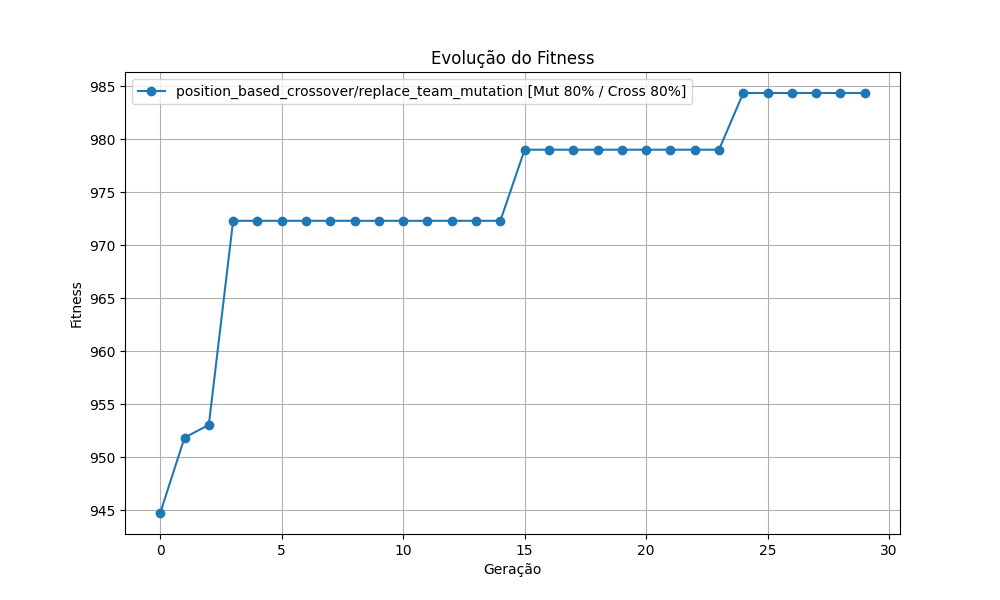 Evolução do Fitness
position_based_crossover/replace_team_mutation [Mut 80% / Cross 80%]
985
980
975
970
965
960
955
950
945
Fitness
0 5 10 15 20 25 30
Geração